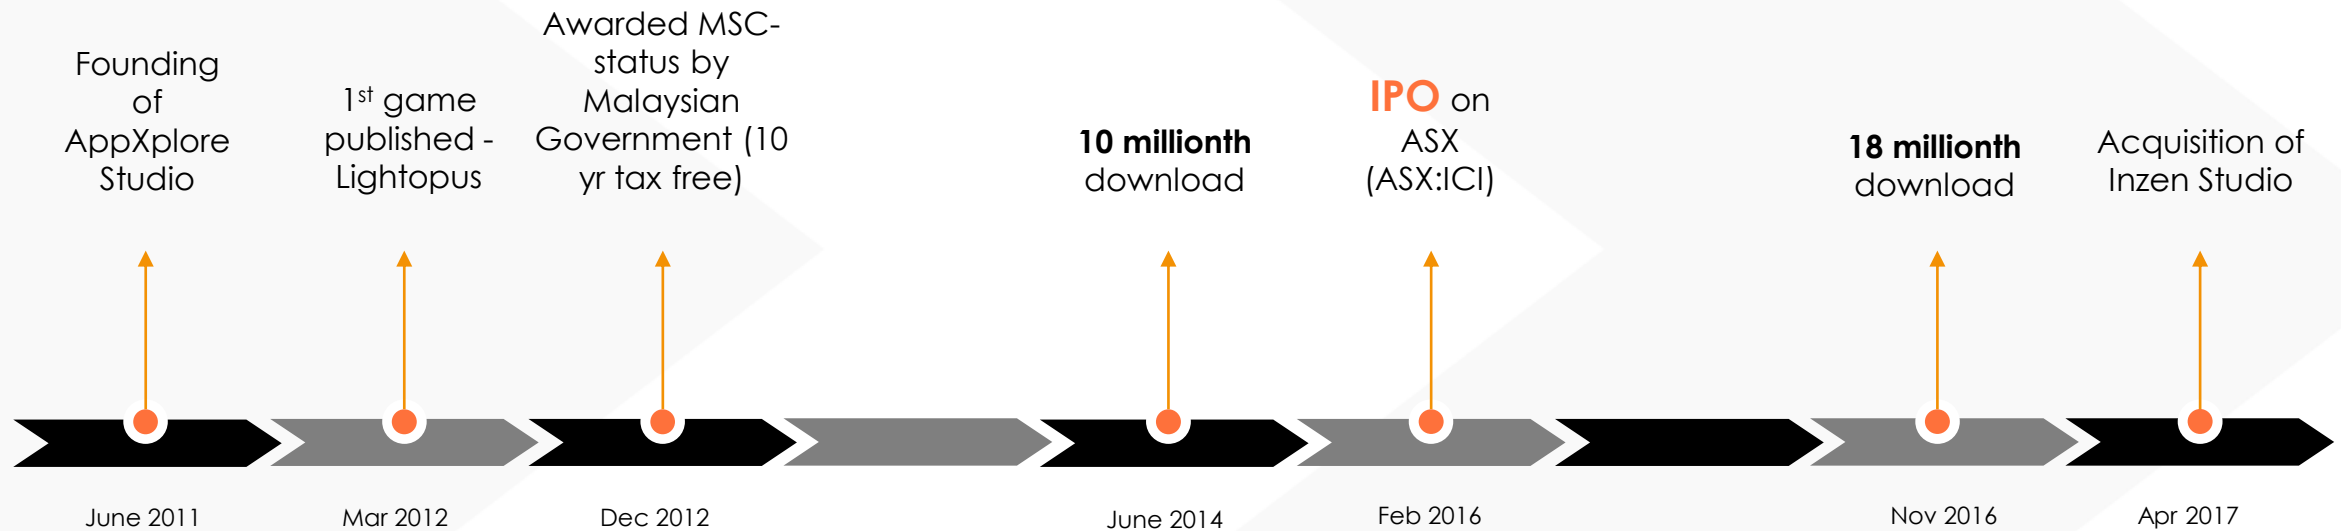 Founding
of
AppXplore
Studio
1st game
published -
Lightopus
Awarded MSC-
status by
Malaysian
Government (10
yr tax free)
10 millionth
download
IPO on
ASX
(ASX:ICI)
18 millionth
download
Acquisition of
Inzen Studio
June 2011
Mar 2012
Dec 2012
June 2014
Feb 2016
Nov 2016
Apr 2017